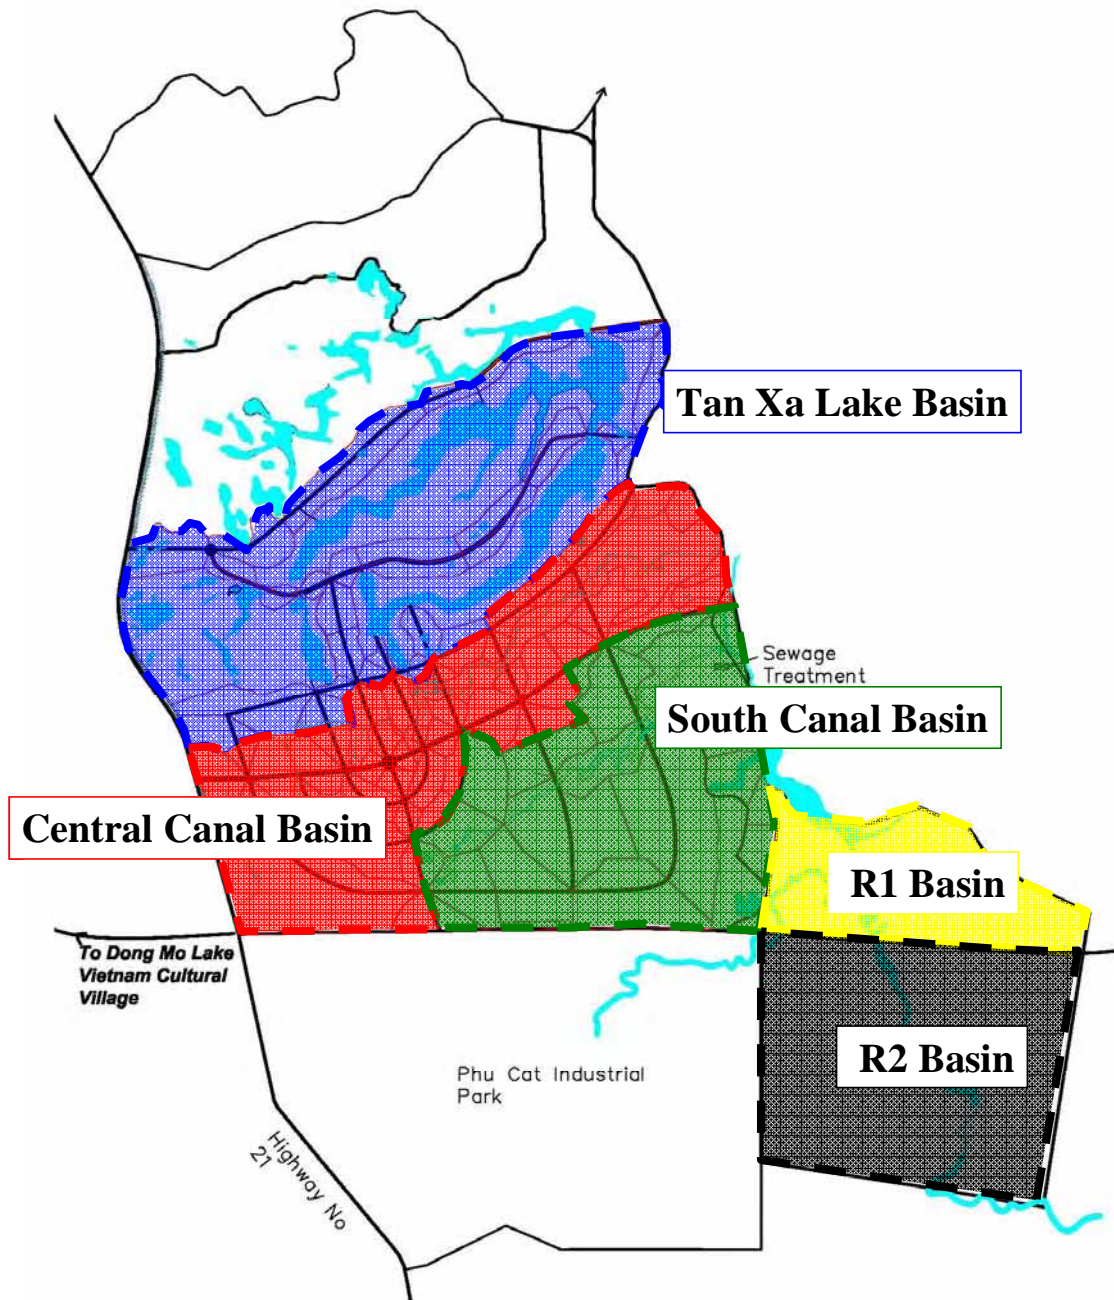 Tan Xa Lake Basin
Sewage
Treatment
South Canal Basin
Central Canal Basin
R1 Basin
To Dong Mo Lake
Vietnam Cultural
Village
R2 Basin
Phu Cat Industrial
Park
Highway No
21